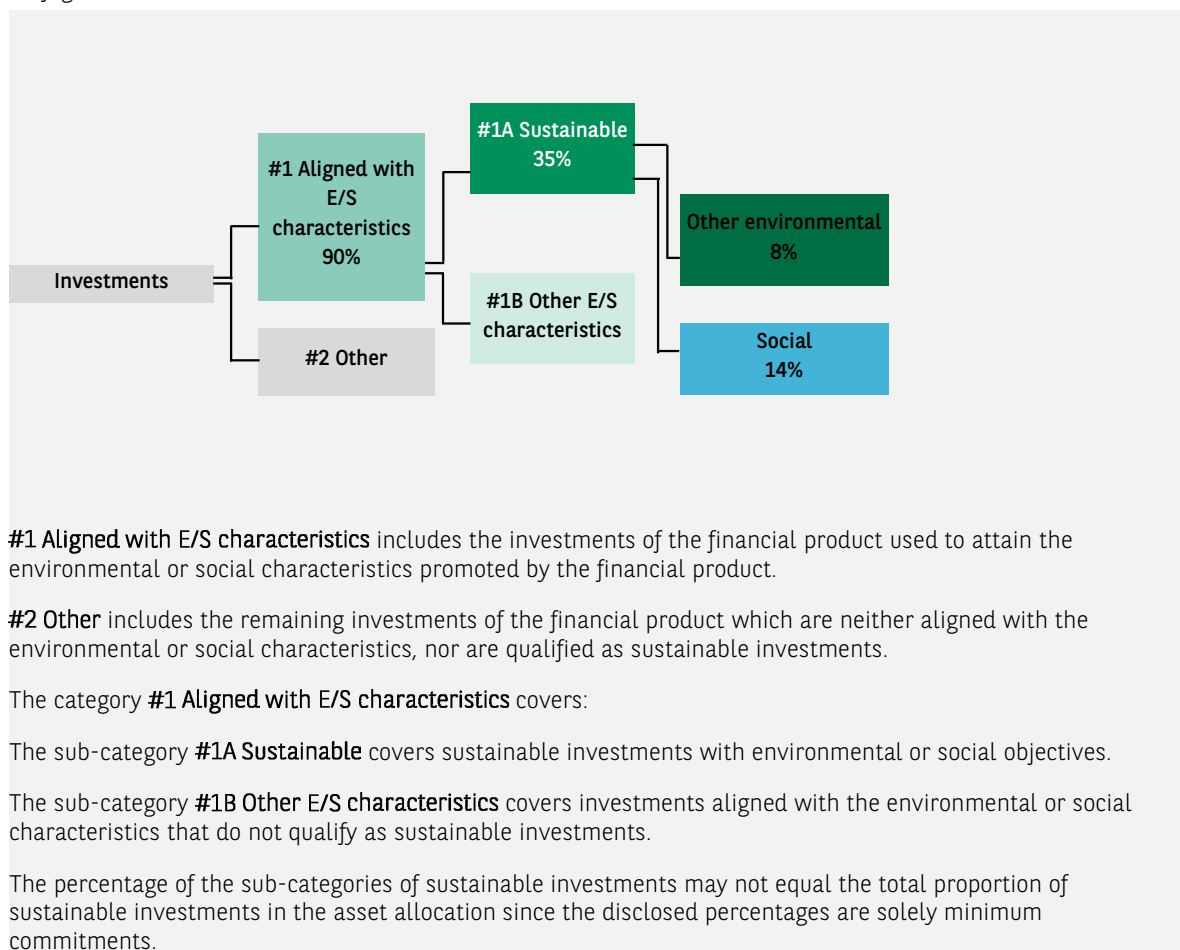 #1A Sustainable
35%
#1 Aligned with
E/S
characteristics
90%
Other environmental
8%
Investments
#1B Other E/S
characteristics
Social
14%
#2 Other
#1 Aligned with E/S characteristics includes the investments of the financial product used to attain the
environmental or social characteristics promoted by the financial product.
#2 Other includes the remaining investments of the financial product which are neither aligned with the
environmental or social characteristics, nor are qualified as sustainable investments.
The category #1 Aligned with E/S characteristics covers:
The sub-category #1A Sustainable covers sustainable investments with environmental or social objectives.
The sub-category #1B Other E/S characteristics covers investments aligned with the environmental or social
characteristics that do not qualify as sustainable investments.
The percentage of the sub-categories of sustainable investments may not equal the total proportion of
sustainable investments in the asset allocation since the disclosed percentages are solely minimum
commitments.